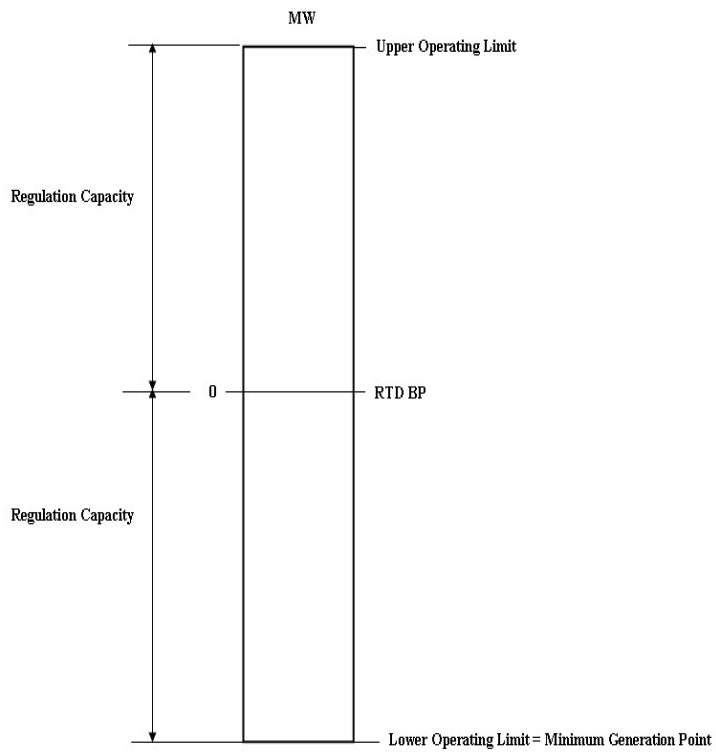 MW
Upper Operating Limit
Regulation Capacity
0
RTD BP
Regulation Capacity
Lower Operating Limit = Minimum Generation Point